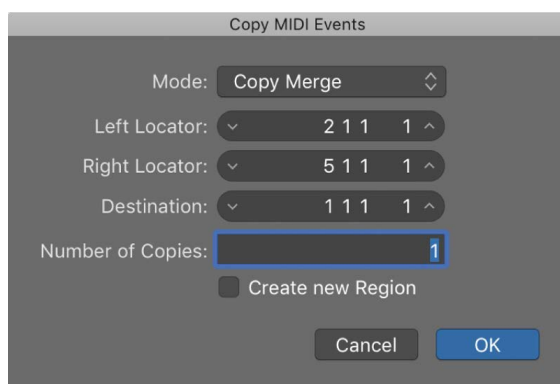 Copy MIDI Events
Mode: Copy Merge
Left Locator: 2 1 1 1
Right Locator: 5 1 1 1
Destination: 1 1 1 1
Number of Copies: 1
Create new Region
Cancel OK